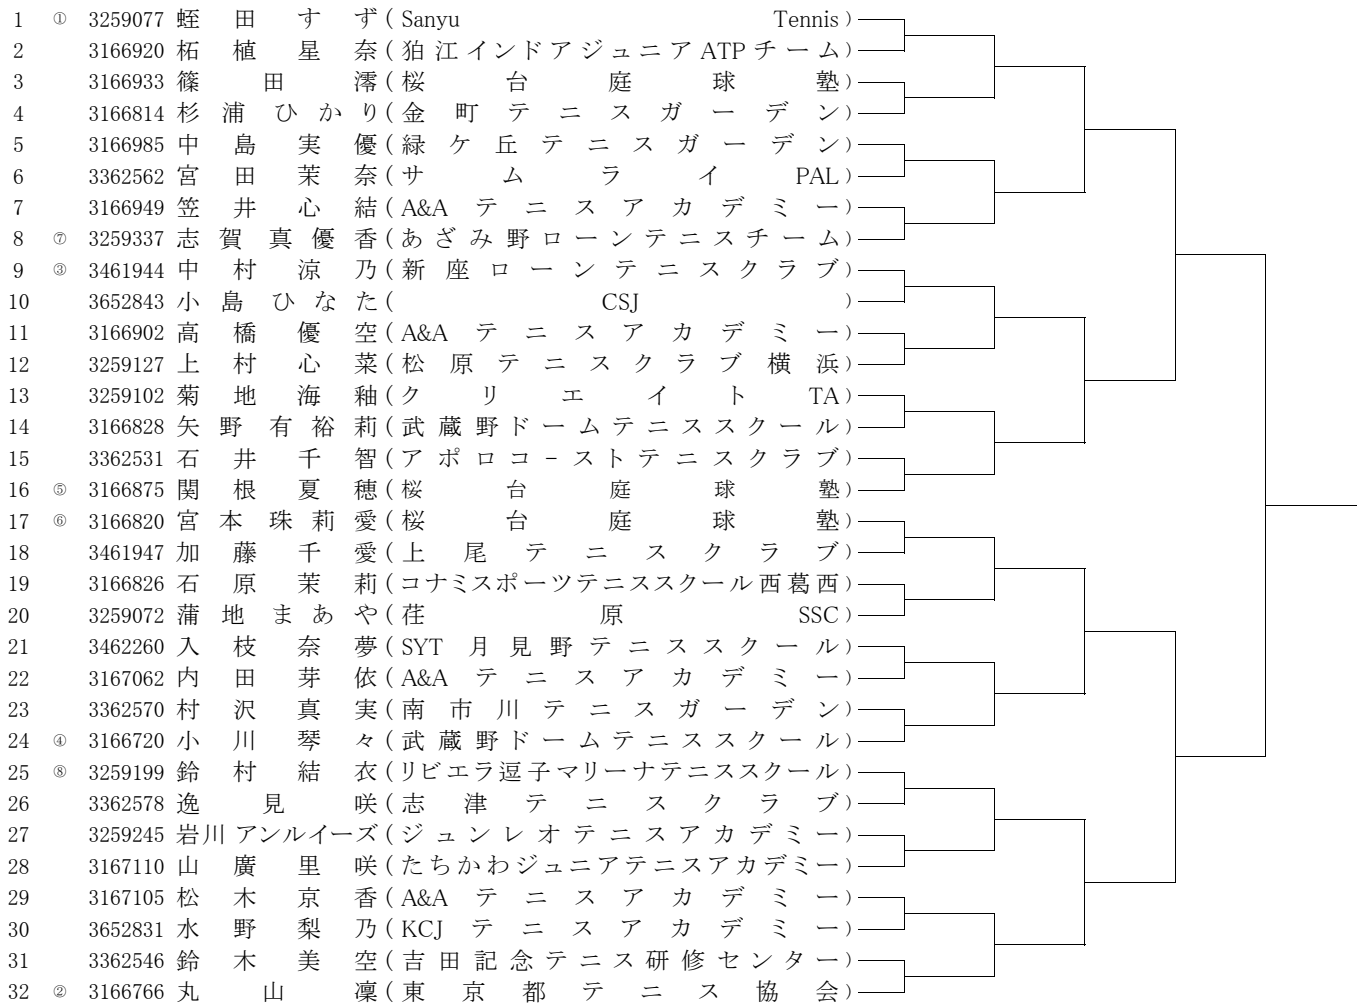 1 ① 3259077 蛭田すず(Sanyu Tennis)
2 3166920 柘植星奈(狛江インドアジュニアATPチーム)
3 3166933 篠田澪(桜台庭球塾)
4 3166814 杉浦ひかり(金町テニスガーデン)
5 3166985 中島実優(緑ケ丘テニスガーデン)
6 3362562 宮田茉奈(サムライPAL)
7 3166949 笠井心結(A&Aテニスアカデミー)
8 ⑦ 3259337 志賀真優香(あざみ野ローンテニスチーム)
9 ③ 3461944 中村涼乃(新座ローンテニスクラブ)
10 3652843 小島ひなた(CSJ)
11 3166902 高橋優空(A&Aテニスアカデミー)
12 3259127 上村心菜(松原テニスクラブ横浜)
13 3259102 菊地海釉(クリエイトTA)
14 3166828 矢野有裕莉(武蔵野ドームテニススクール)
15 3362531 石井千智(アポロコ-ストテニスクラブ)
16 ⑤ 3166875 関根夏穂(桜台庭球塾)
17 ⑥ 3166820 宮本珠莉愛(桜台庭球塾)
18 3461947 加藤千愛(上尾テニスクラブ)
19 3166826 石原茉莉(コナミスポーツテニススクール西葛西)
20 3259072 蒲地まあや(荏原SSC)
21 3462260 入枝奈夢(SYT月見野テニススクール)
22 3167062 内田芽依(A&Aテニスアカデミー)
23 3362570 村沢真実(南市川テニスガーデン)
24 ④ 3166720 小川琴々(武蔵野ドームテニススクール)
25 ⑧ 3259199 鈴村結衣(リビエラ逗子マリーナテニススクール)
26 3362578 逸見咲(志津テニスクラブ)
27 3259245 岩川アンルイーズ(ジュンレオテニスアカデミー)
28 3167110 山廣里咲(たちかわジュニアテニスアカデミー)
29 3167105 松木京香(A&Aテニスアカデミー)
30 3652831 水野梨乃(KCJテニスアカデミー)
31 3362546 鈴木美空(吉田記念テニス研修センター)
32 ② 3166766 丸山凜(東京都テニス協会)